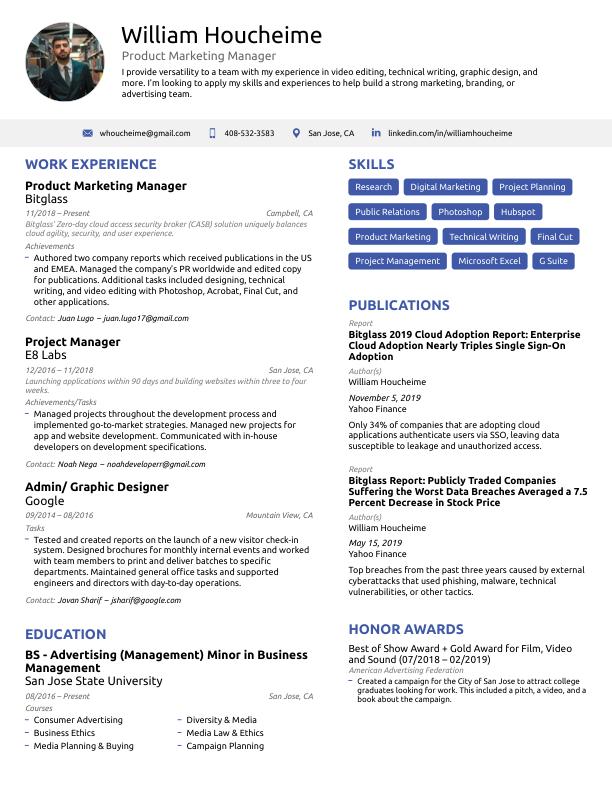 William Houcheime
Product Marketing Manager
I provide versatility to a team with my experience in video editing, technical writing, graphic design, and
more. I'm looking to apply my skills and experiences to help build a strong marketing, branding, or
advertising team.
whoucheime@gmail.com
408-532-3583
San Jose, CA
linkedin.com/in/williamhoucheime
WORK EXPERIENCE
Product Marketing Manager
Bitglass
11/2018 – Present
Campbell, CA
Bitglass' Zero-day cloud access security broker (CASB) solution uniquely balances
cloud agility, security, and user experience.
Achievements
– Authored two company reports which received publications in the US
and EMEA. Managed the company's PR worldwide and edited copy
for publications. Additional tasks included designing, technical
writing, and video editing with Photoshop, Acrobat, Final Cut, and
other applications.
Contact: Juan Lugo – juan.lugo17@gmail.com
Project Manager
E8 Labs
12/2016 – 11/2018
San Jose, CA
Launching applications within 90 days and building websites within three to four
weeks.
Achievements/Tasks
– Managed projects throughout the development process and
implemented go-to-market strategies. Managed new projects for
app and website development. Communicated with in-house
developers on development specifications.
Contact: Noah Nega – noahdeveloperr@gmail.com
Admin/ Graphic Designer
Google
09/2014 – 08/2016
Mountain View, CA
Tasks
– Tested and created reports on the launch of a new visitor check-in
system. Designed brochures for monthly internal events and worked
with team members to print and deliver batches to specific
departments. Maintained general office tasks and supported
engineers and directors with day-to-day operations.
Contact: Jovan Sharif – jsharif@google.com
EDUCATION
BS - Advertising (Management) Minor in Business
Management
San Jose State University
08/2016 – Present
San Jose, CA
Courses
– Consumer Advertising
– Diversity & Media
– Business Ethics
– Media Law & Ethics
– Media Planning & Buying
– Campaign Planning
SKILLS
Research
Digital Marketing
Project Planning
Public Relations
Photoshop
Hubspot
Product Marketing
Technical Writing
Final Cut
Project Management
Microsoft Excel
G Suite
PUBLICATIONS
Report
Bitglass 2019 Cloud Adoption Report: Enterprise
Cloud Adoption Nearly Triples Single Sign-On
Adoption
Author(s)
William Houcheime
November 5, 2019
Yahoo Finance
Only 34% of companies that are adopting cloud
applications authenticate users via SSO, leaving data
susceptible to leakage and unauthorized access.
Report
Bitglass Report: Publicly Traded Companies
Suffering the Worst Data Breaches Averaged a 7.5
Percent Decrease in Stock Price
Author(s)
William Houcheime
May 15, 2019
Yahoo Finance
Top breaches from the past three years caused by external
cyberattacks that used phishing, malware, technical
vulnerabilities, or other tactics.
HONOR AWARDS
Best of Show Award + Gold Award for Film, Video
and Sound (07/2018 – 02/2019)
American Advertising Federation
– Created a campaign for the City of San Jose to attract college
graduates looking for work. This included a pitch, a video, and a
book about the campaign.